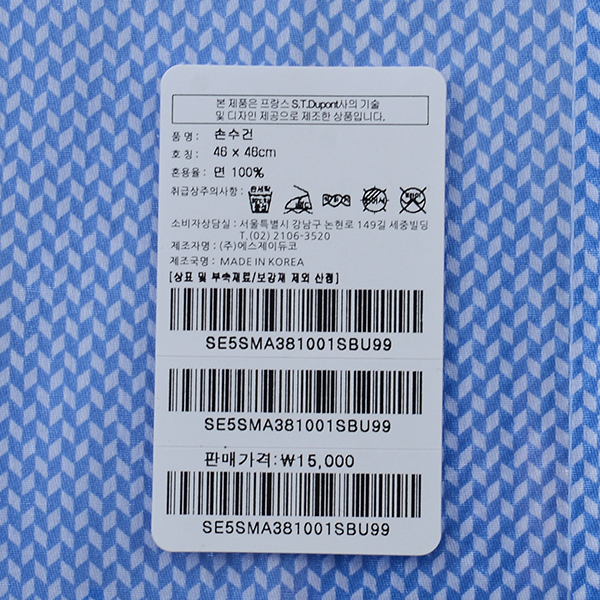 본 제품은 프랑스 S.T.Dupont사의 기술
및 디자인 제공으로 제조한 상품입니다.
품 명 : 손수건
호 칭 : 46 x 46cm
혼용율 : 면 100%
취급상주의사항 :
손세탁
소비자상담실 : 서울특별시 강남구 논현로 149길 세중빌딩
T.(02) 2106-3520
제조자명 : (주)에스제이듀코
제조국명 : MADE IN KOREA
[상표 및 부속재료/보강재 제외 산정]
SE5SMA381001SBU99
SE5SMA381001SBU99
판매가격:₩15,000
SE5SMA381001SBU99